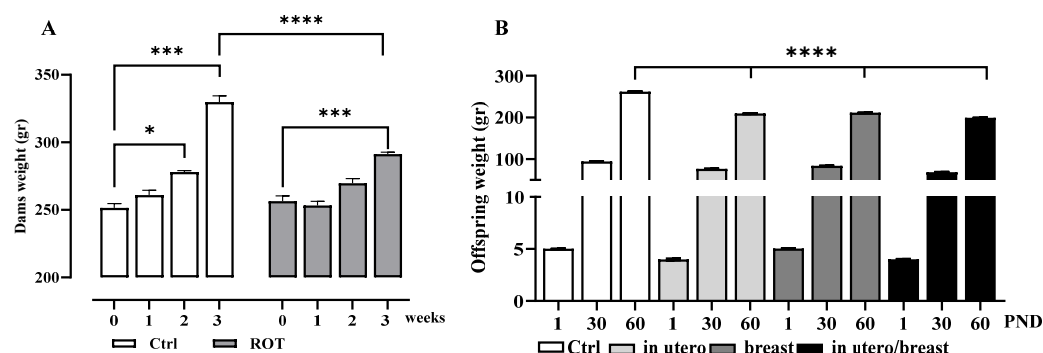 A
Dams weight (gr)
350
300
250
200
***
*
****
***
0 1 2 3 0 1 2 3 weeks
Ctrl ROT
B
Offspring weight (gr)
300
200
100
10
5
0
****
1 30 60 1 30 60 1 30 60 1 30 60 PND
Ctrl in utero breast in utero/breast